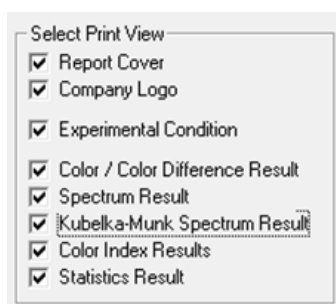 Select Print View
Report Cover
Company Logo
Experimental Condition
Color / Color Difference Result
Spectrum Result
Kubelka-Munk Spectrum Result
Color Index Results
Statistics Result